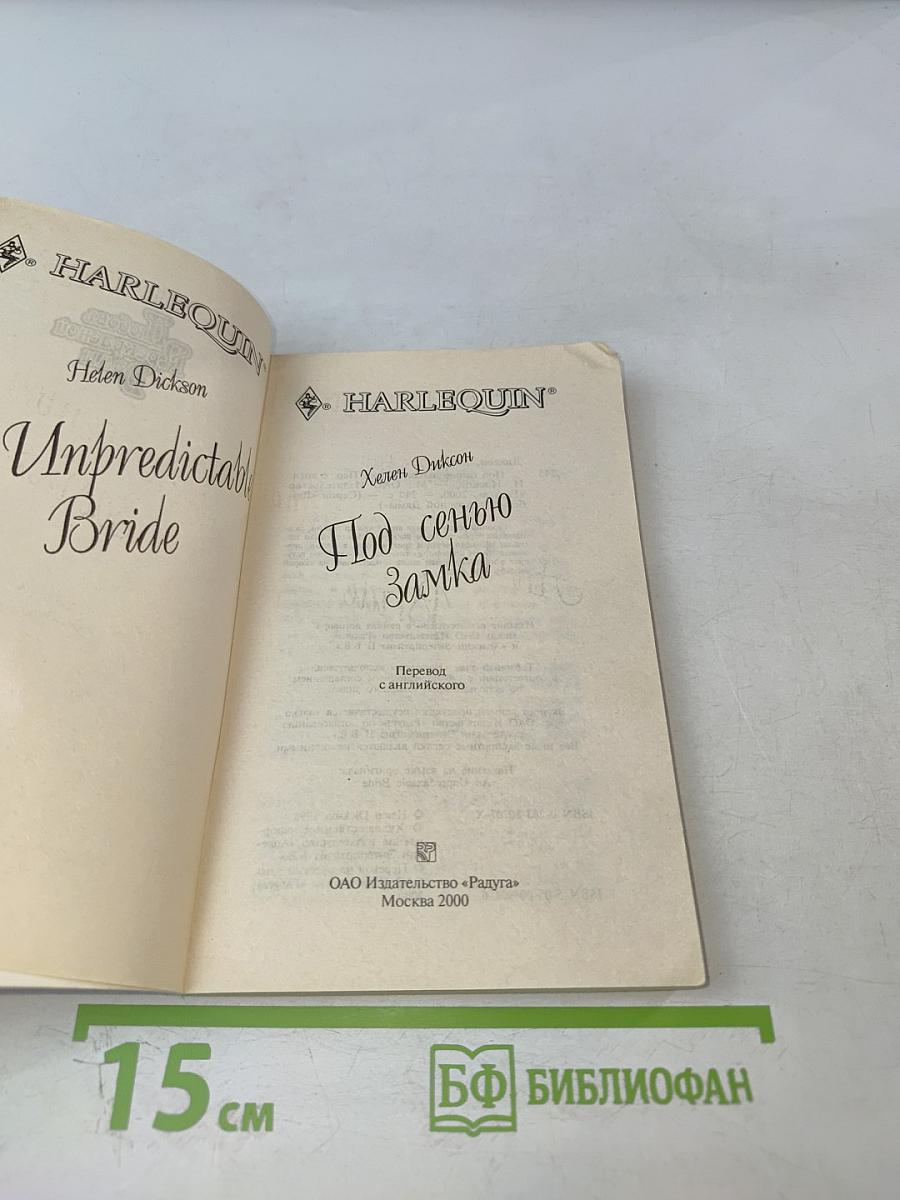 HARLEQUIN®
Helen Dickson
Unpredictable
Bride
HARLEQUIN®
Хелен Диксон
Под сенью
замка
Перевод
с английского
ОАО Издательство «Радуга»
Москва 2000
15 см
БФ БИБЛИОФАН